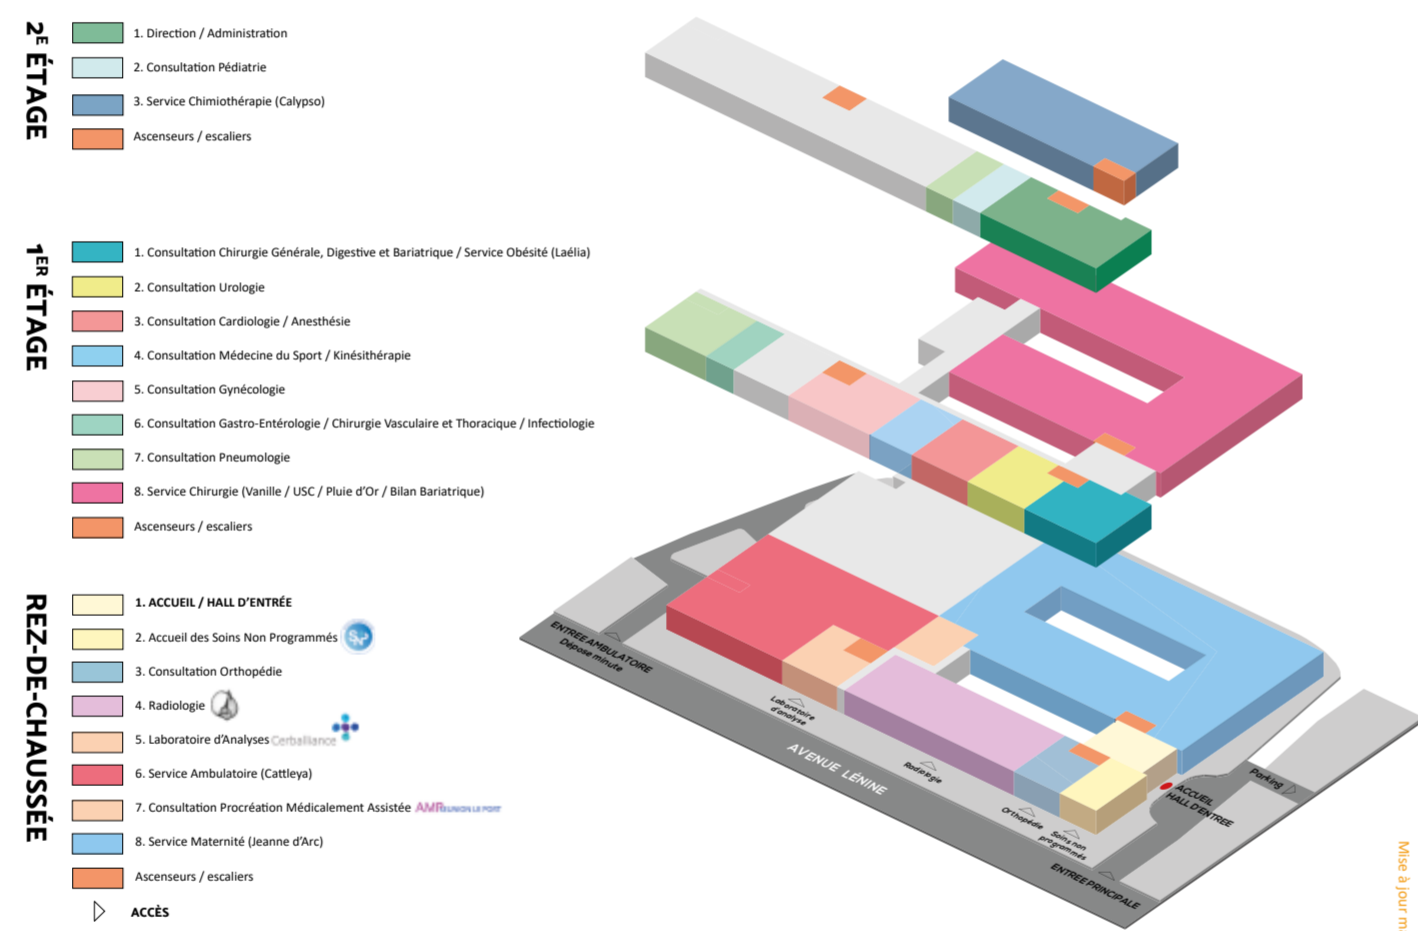 2E ÉTAGE
1. Direction / Administration
2. Consultation Pédiatrie
3. Service Chimiothérapie (Calypso)
Ascenseurs / escaliers
1ER ÉTAGE
1. Consultation Chirurgie Générale, Digestive et Bariatrique / Service Obésité (Laélia)
2. Consultation Urologie
3. Consultation Cardiologie / Anesthésie
4. Consultation Médecine du Sport / Kinésithérapie
5. Consultation Gynécologie
6. Consultation Gastro-Entérologie / Chirurgie Vasculaire et Thoracique / Infectiologie
7. Consultation Pneumologie
8. Service Chirurgie (Vanille / USC / Pluie d'Or / Bilan Bariatrique)
Ascenseurs / escaliers
REZ-DE-CHAUSSÉE
1. ACCUEIL / HALL D'ENTRÉE
2. Accueil des Soins Non Programmés
3. Consultation Orthopédie
4. Radiologie
5. Laboratoire d'Analyses Cerballiance
6. Service Ambulatoire (Cattleya)
7. Consultation Procréation Médicalement Assistée AMP REUNION LE PORT
8. Service Maternité (Jeanne d'Arc)
Ascenseurs / escaliers
ACCÈS
ENTREE AMBULATOIRE
Dépose minute
Laboratoire
d'analyse
AVENUE LÉNINE
Radiologie
Orthopédie
Soins non
programmés
ENTREE PRINCIPALE
ACCUEIL
HALL D'ENTREE
Parking
Mise à jour